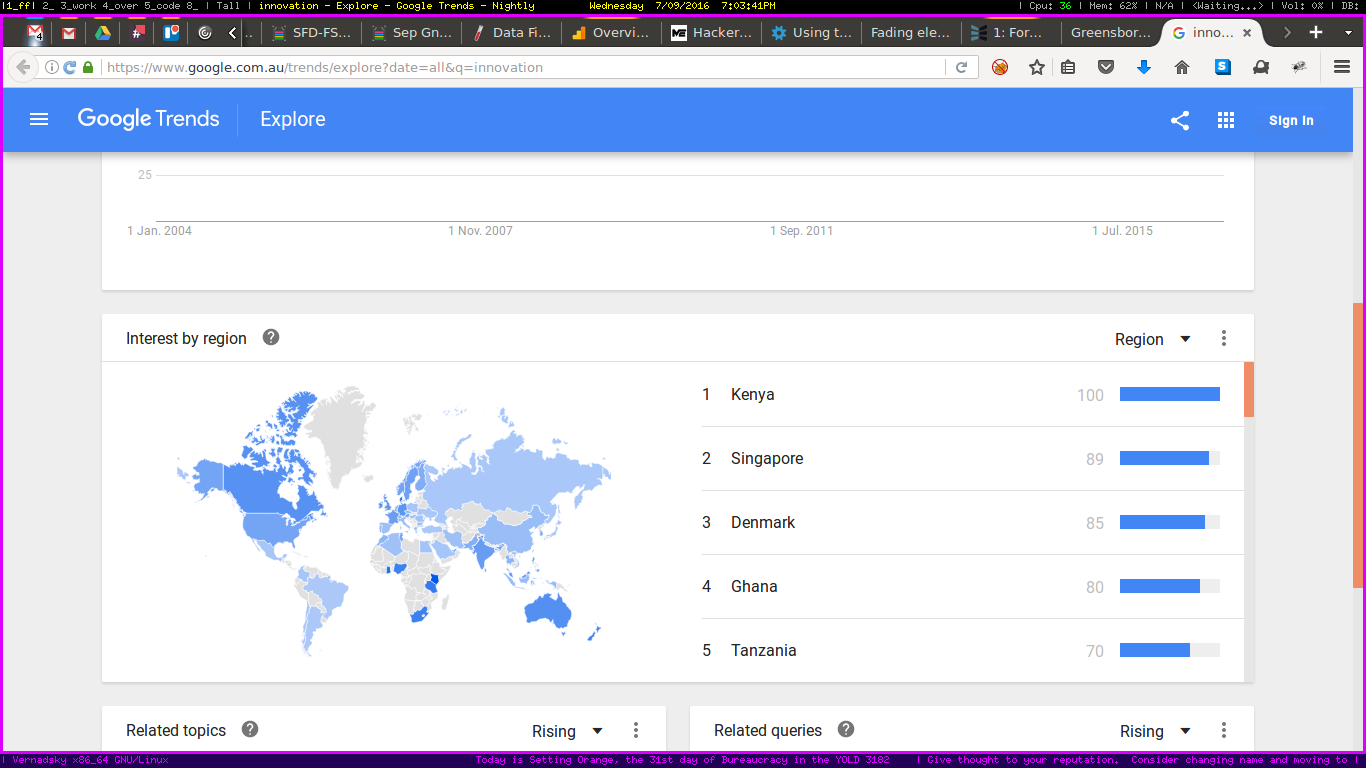 |1_ff| 2_ 3_work 4_over 5_code 8_ | Tall | innovation - Explore - Google Trends - Nightly Wednesday 7/09/2016 7:03:41PM | Cpu: 36 | Mem: 62% | N/A | <Waiting...> | Vol: 0% | DB:
4 .. SFD-FS... Sep Gn... Data Fi... Overvi... Hacker... Using t... Fading ele... 1: For... Greensbor... inno...
https://www.google.com.au/trends/explore?date=all&q=innovation
Google Trends Explore Sign in
25
1 Jan. 2004 1 Nov. 2007 1 Sep. 2011 1 Jul. 2015
Interest by region ? Region
1 Kenya 100
2 Singapore 89
3 Denmark 85
4 Ghana 80
5 Tanzania 70
Related topics ? Rising Related queries ? Rising
| Vernadsky x86_64 GNU/Linux Today is Setting Orange, the 31st day of Bureaucracy in the YOLD 3182 | Give thought to your reputation. Consider changing name and moving to |